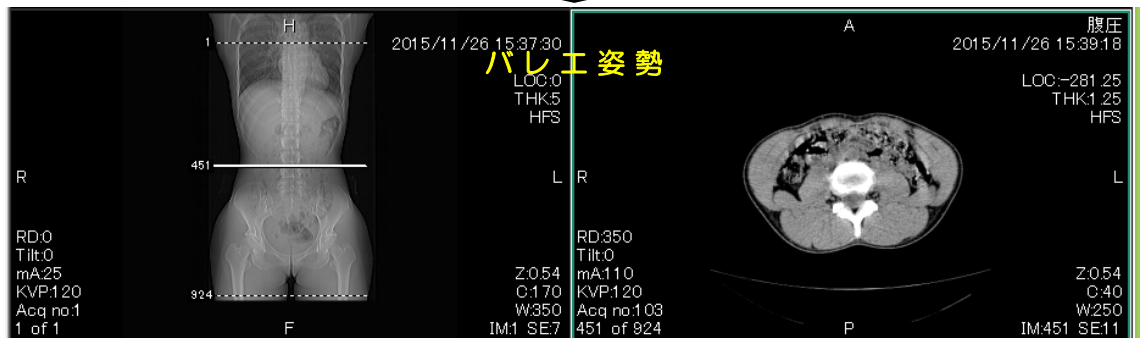 H
1
2015/11/26 15:37:30
バレエ姿勢
LOC:0
THK:5
HFS
451
R
L
RD:0
Tilt:0
mA:25
KVP:120
Acq no:1
1 of 1
924
F
Z:0.54
C:170
W:350
IM:1 SE:7
A
腹圧
2015/11/26 15:39:18
LOC:-281.25
THK:1.25
HFS
R
L
RD:350
Tilt:0
mA:110
KVP:120
Acq no:103
451 of 924
P
Z:0.54
C:40
W:250
IM:451 SE:11